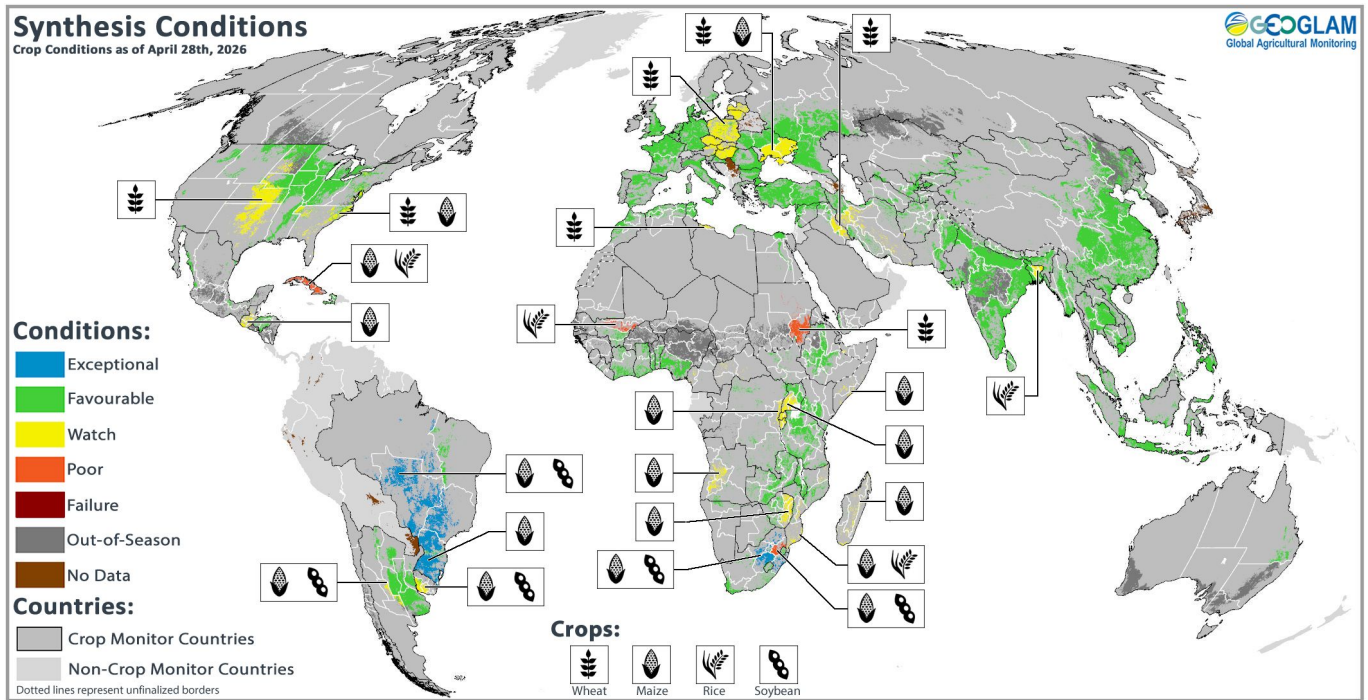 Synthesis Conditions
Crop Conditions as of April 28th, 2026
GEOGLAM
Global Agricultural Monitoring
Conditions:
Exceptional
Favourable
Watch
Poor
Failure
Out-of-Season
No Data
Countries:
Crop Monitor Countries
Non-Crop Monitor Countries
Dotted lines represent unfinalized borders
Crops:
Wheat
Maize
Rice
Soybean